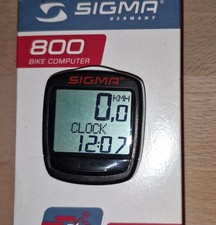 SIGMA
GERMANY
800
BIKE COMPUTER
SIGMA
0,0 KMH
CLOCK
12:07